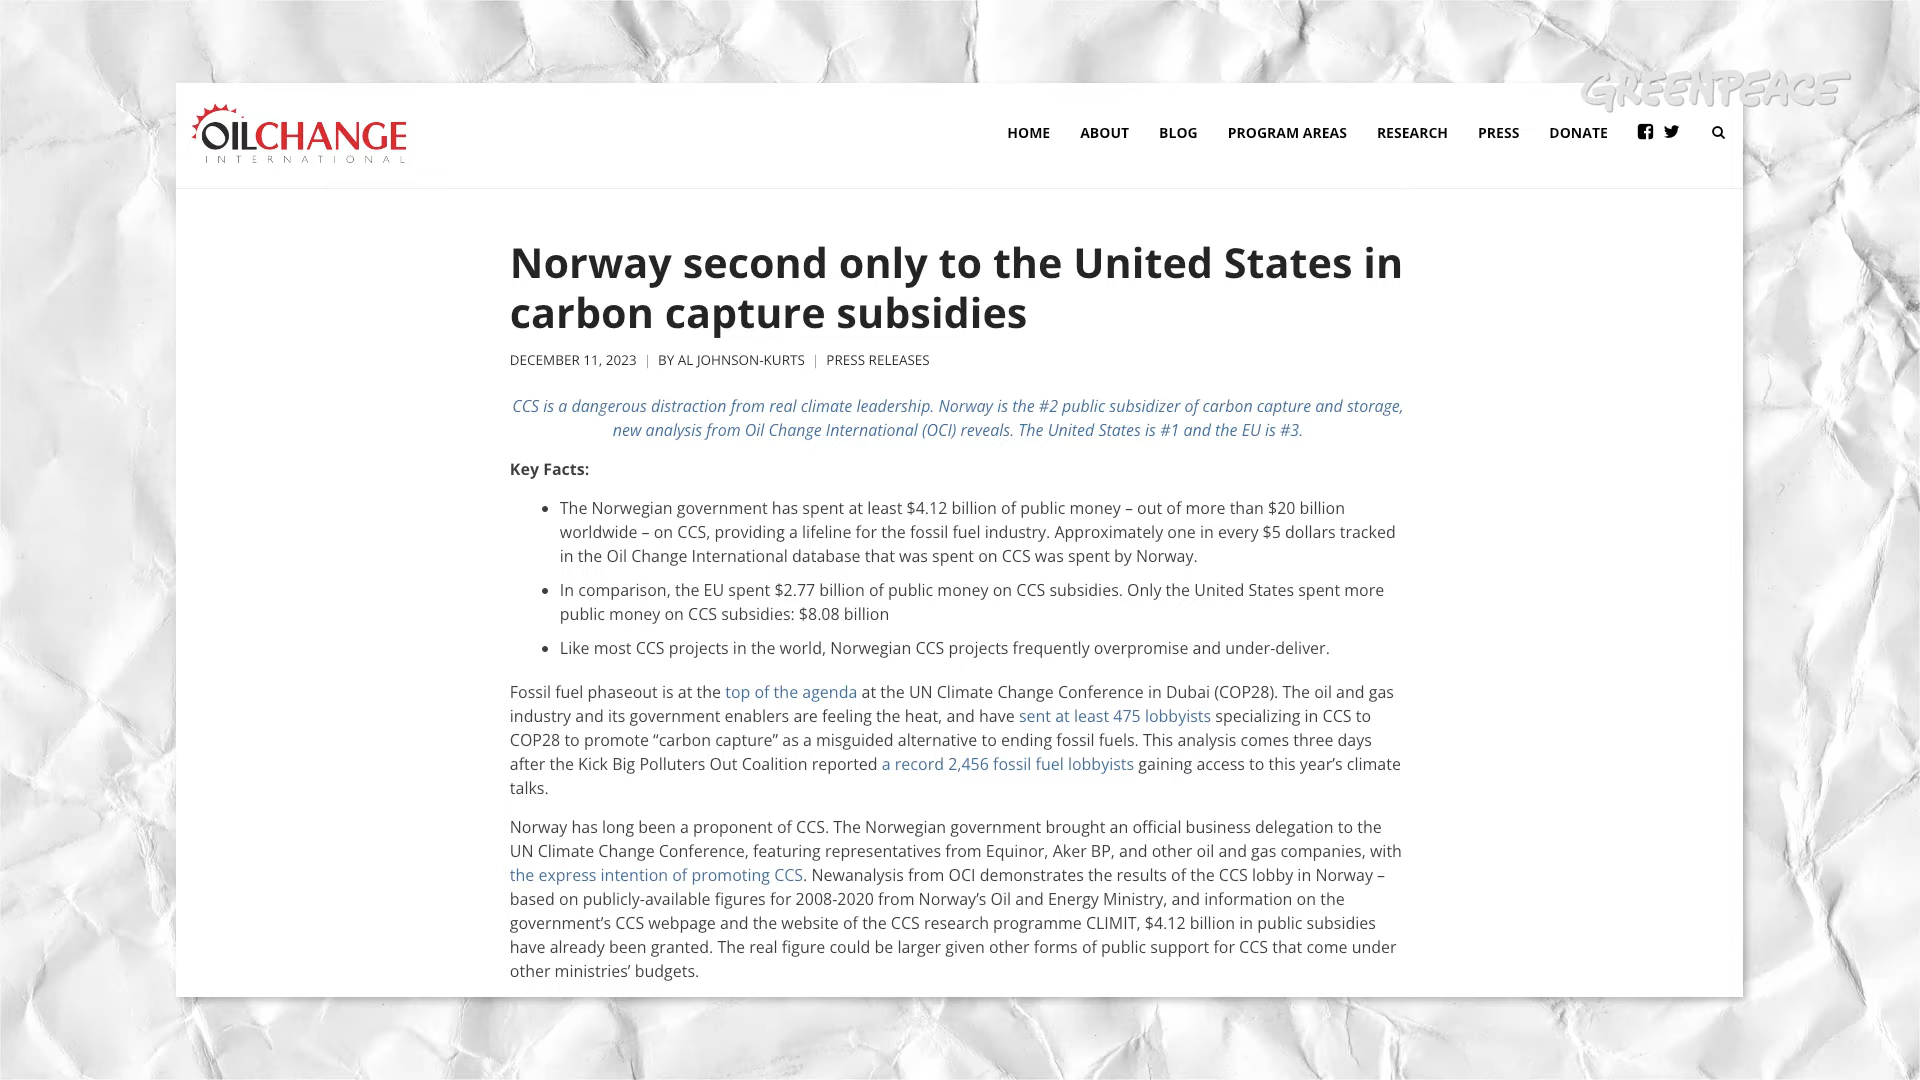 GREENPEACE
OILCHANGE
INTERNATIONAL
HOME ABOUT BLOG PROGRAM AREAS RESEARCH PRESS DONATE
Norway second only to the United States in
carbon capture subsidies
DECEMBER 11, 2023 | BY AL JOHNSON-KURTS | PRESS RELEASES
CCS is a dangerous distraction from real climate leadership. Norway is the #2 public subsidizer of carbon capture and storage,
new analysis from Oil Change International (OCI) reveals. The United States is #1 and the EU is #3.
Key Facts:
• The Norwegian government has spent at least $4.12 billion of public money – out of more than $20 billion
worldwide – on CCS, providing a lifeline for the fossil fuel industry. Approximately one in every $5 dollars tracked
in the Oil Change International database that was spent on CCS was spent by Norway.
• In comparison, the EU spent $2.77 billion of public money on CCS subsidies. Only the United States spent more
public money on CCS subsidies: $8.08 billion
• Like most CCS projects in the world, Norwegian CCS projects frequently overpromise and under-deliver.
Fossil fuel phaseout is at the top of the agenda at the UN Climate Change Conference in Dubai (COP28). The oil and gas
industry and its government enablers are feeling the heat, and have sent at least 475 lobbyists specializing in CCS to
COP28 to promote “carbon capture” as a misguided alternative to ending fossil fuels. This analysis comes three days
after the Kick Big Polluters Out Coalition reported a record 2,456 fossil fuel lobbyists gaining access to this year’s climate
talks.
Norway has long been a proponent of CCS. The Norwegian government brought an official business delegation to the
UN Climate Change Conference, featuring representatives from Equinor, Aker BP, and other oil and gas companies, with
the express intention of promoting CCS. Newanalysis from OCI demonstrates the results of the CCS lobby in Norway –
based on publicly-available figures for 2008-2020 from Norway’s Oil and Energy Ministry, and information on the
government’s CCS webpage and the website of the CCS research programme CLIMIT, $4.12 billion in public subsidies
have already been granted. The real figure could be larger given other forms of public support for CCS that come under
other ministries’ budgets.